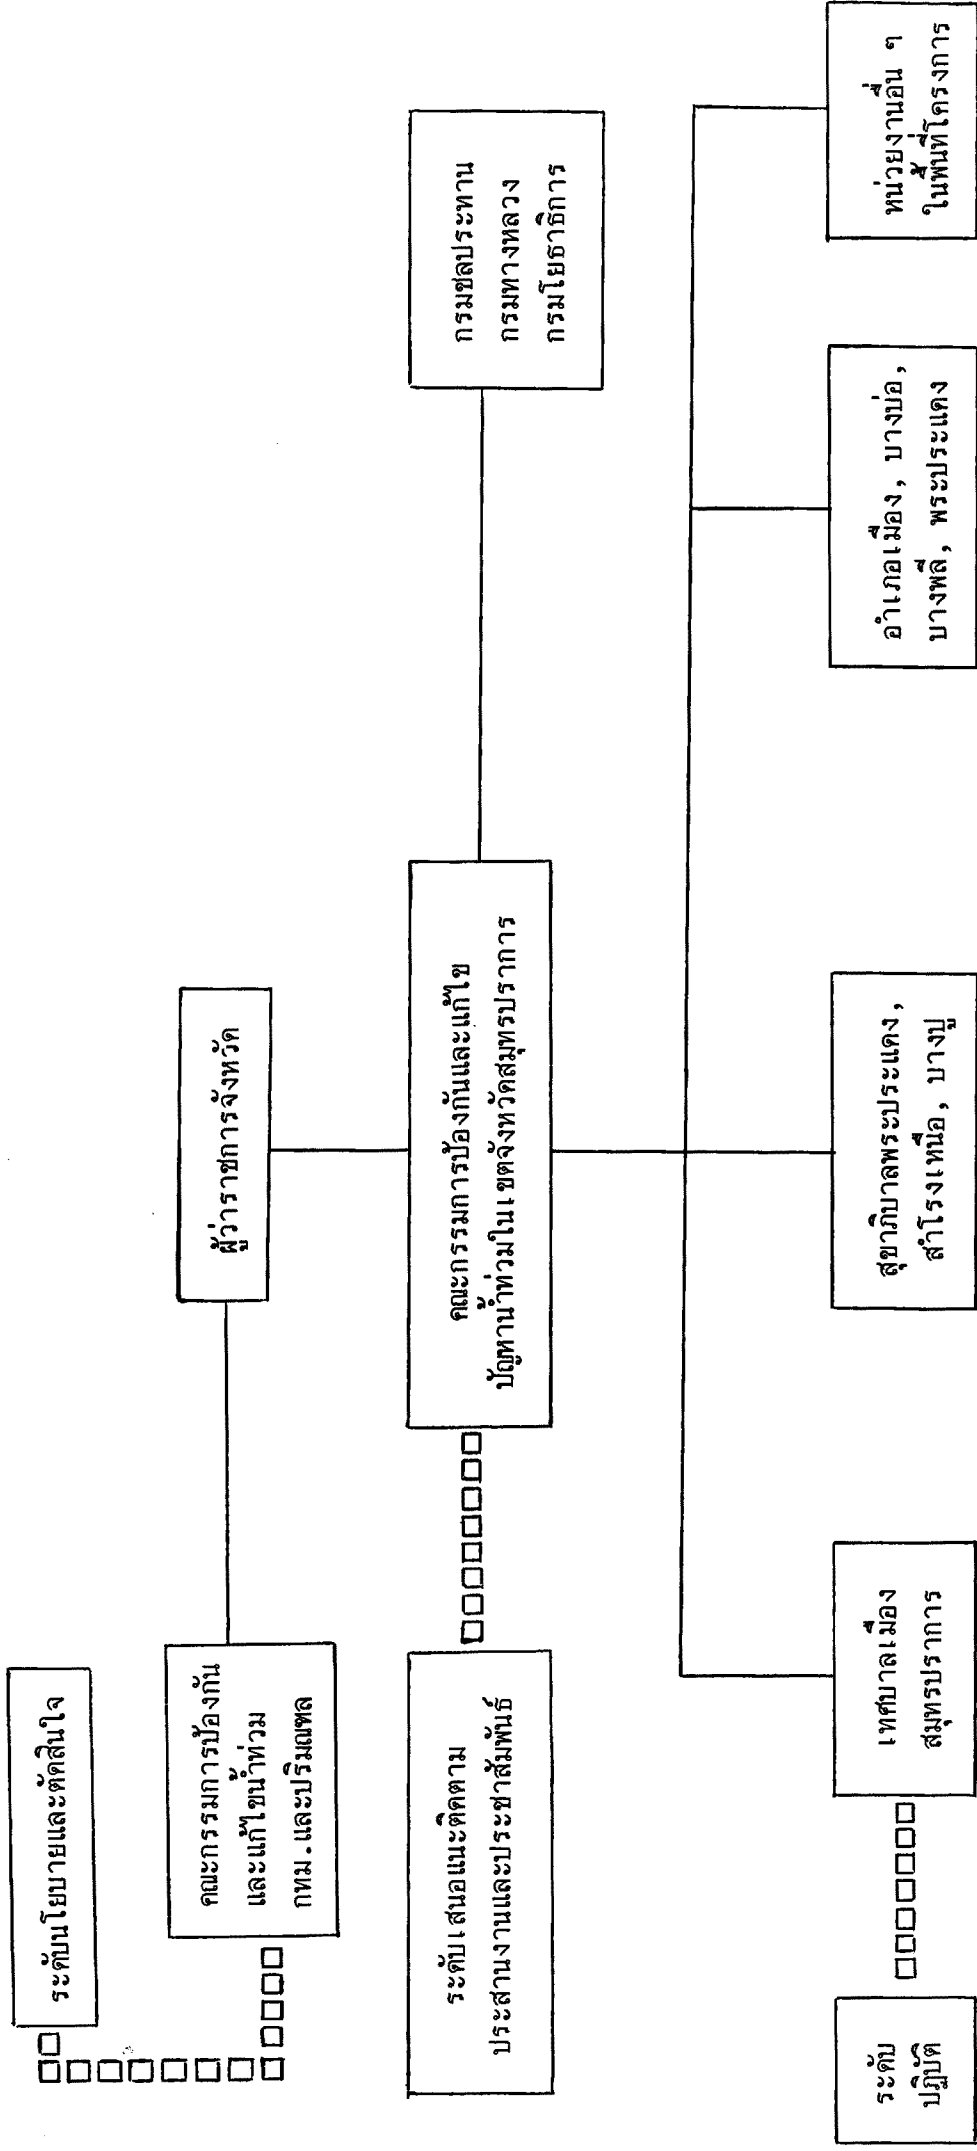 ระดับนโยบายและตัดสินใจ
คณะกรรมการป้องกัน
และแก้ไขน้ำท่วม
กทม.และปริมณฑล
ผู้ว่าราชการจังหวัด
ระดับเสนอแนะติดตาม
ประสานงานและประชาสัมพันธ์
คณะกรรมการป้องกันและแก้ไข
ปัญหาน้ำท่วมในเขตจังหวัดสมุทรปราการ
กรมชลประทาน
กรมทางหลวง
กรมโยธาธิการ
ระดับ
ปฏิบัติ
เทศบาลเมือง
สมุทรปราการ
สุขาภิบาลพระประแดง,
สำโรงเหนือ, บางปู
อำเภอเมือง, บางบ่อ,
บางพลี, พระประแดง
หน่วยงานอื่น ๆ
ในพื้นที่โครงการ